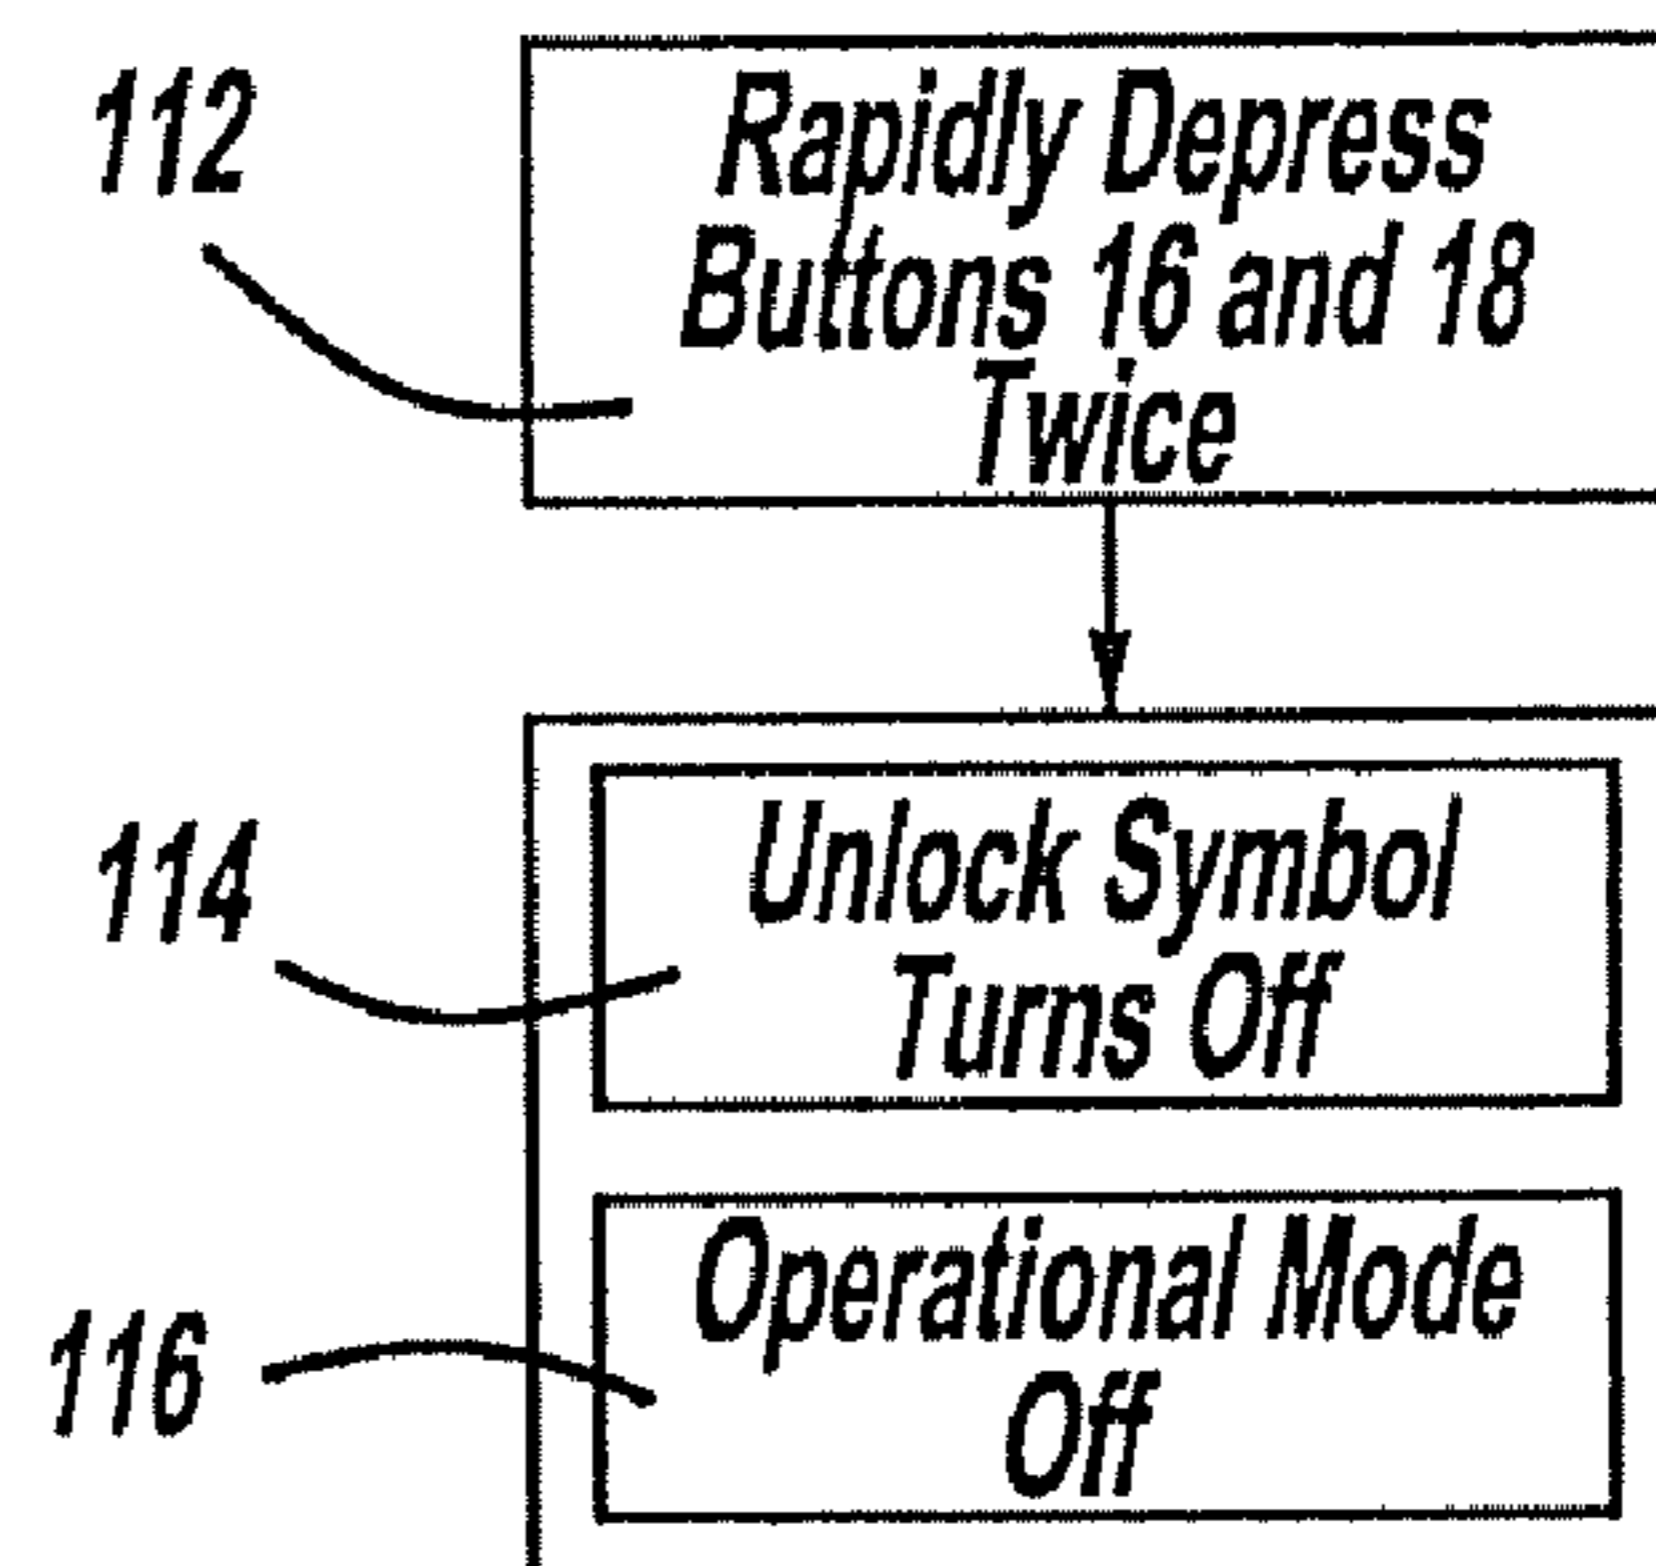 112
Rapidly Depress
Buttons 16 and 18
Twice
114
Unlock Symbol
Turns Off
116
Operational Mode
Off